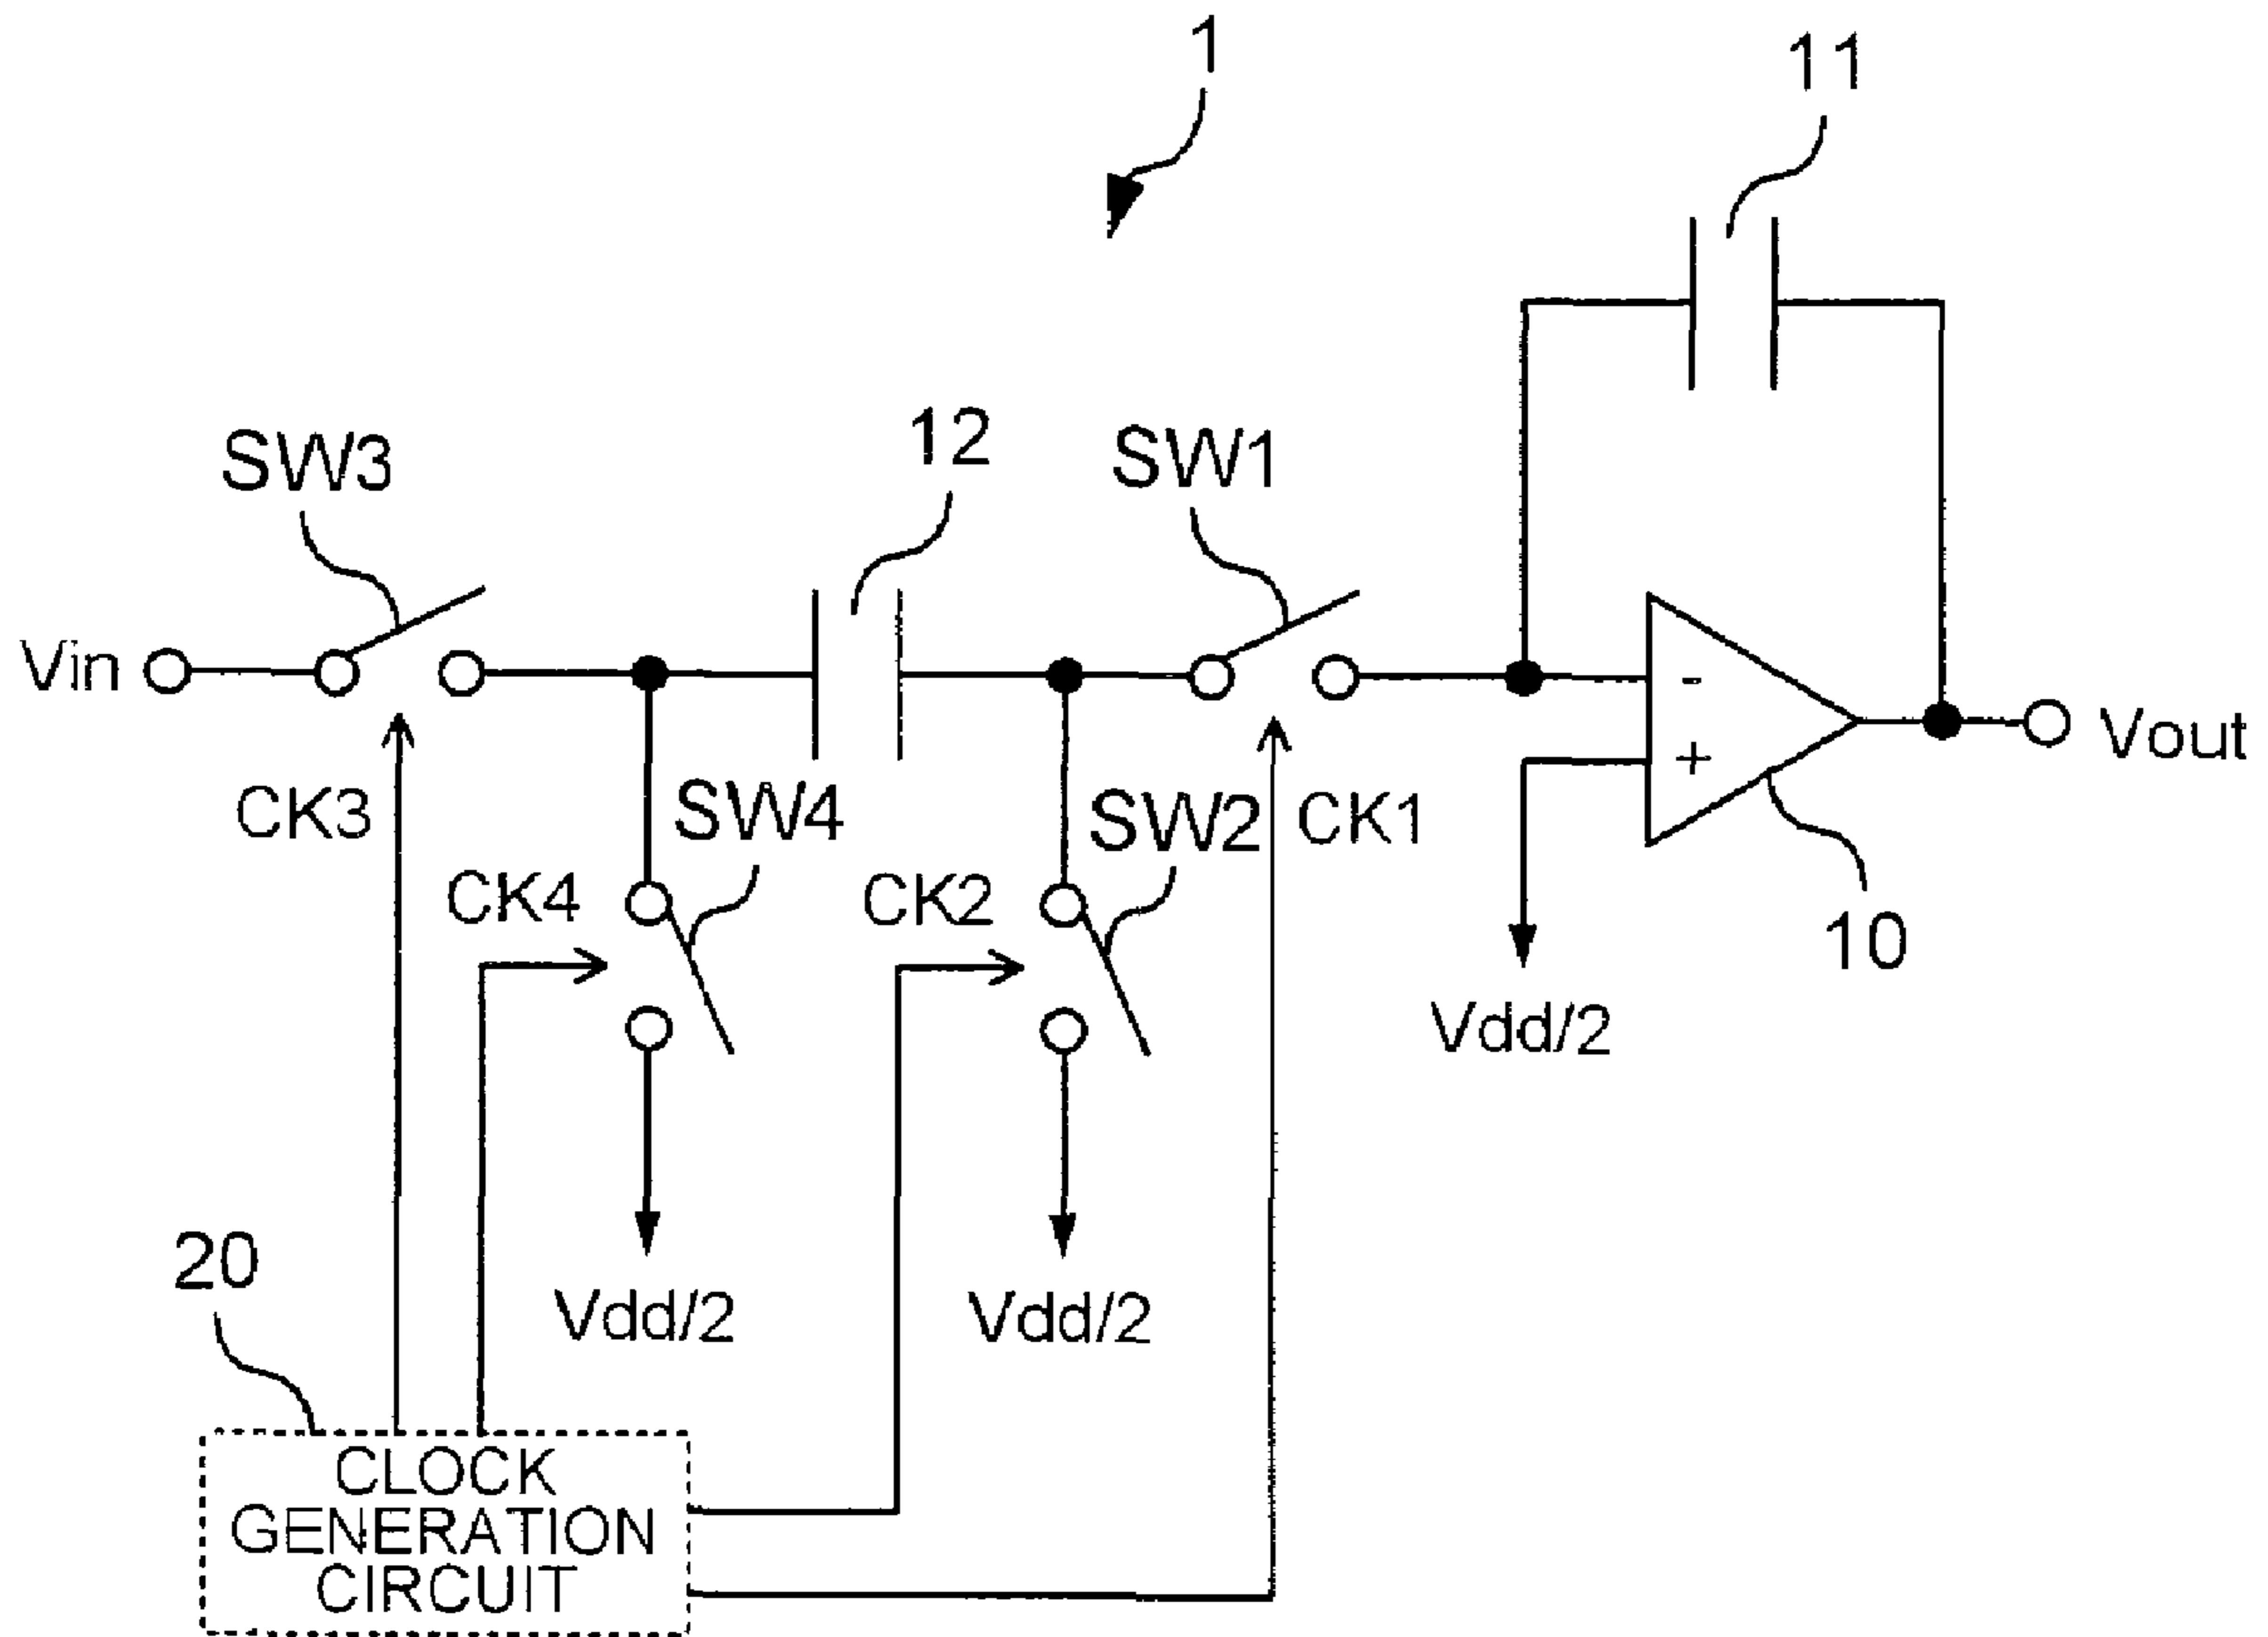 1
11
12
SW3
SW1
Vin
-
+
Vout
CK3
SW4
SW2
CK1
CK4
CK2
10
Vdd/2
20
Vdd/2
Vdd/2
CLOCK
GENERATION
CIRCUIT